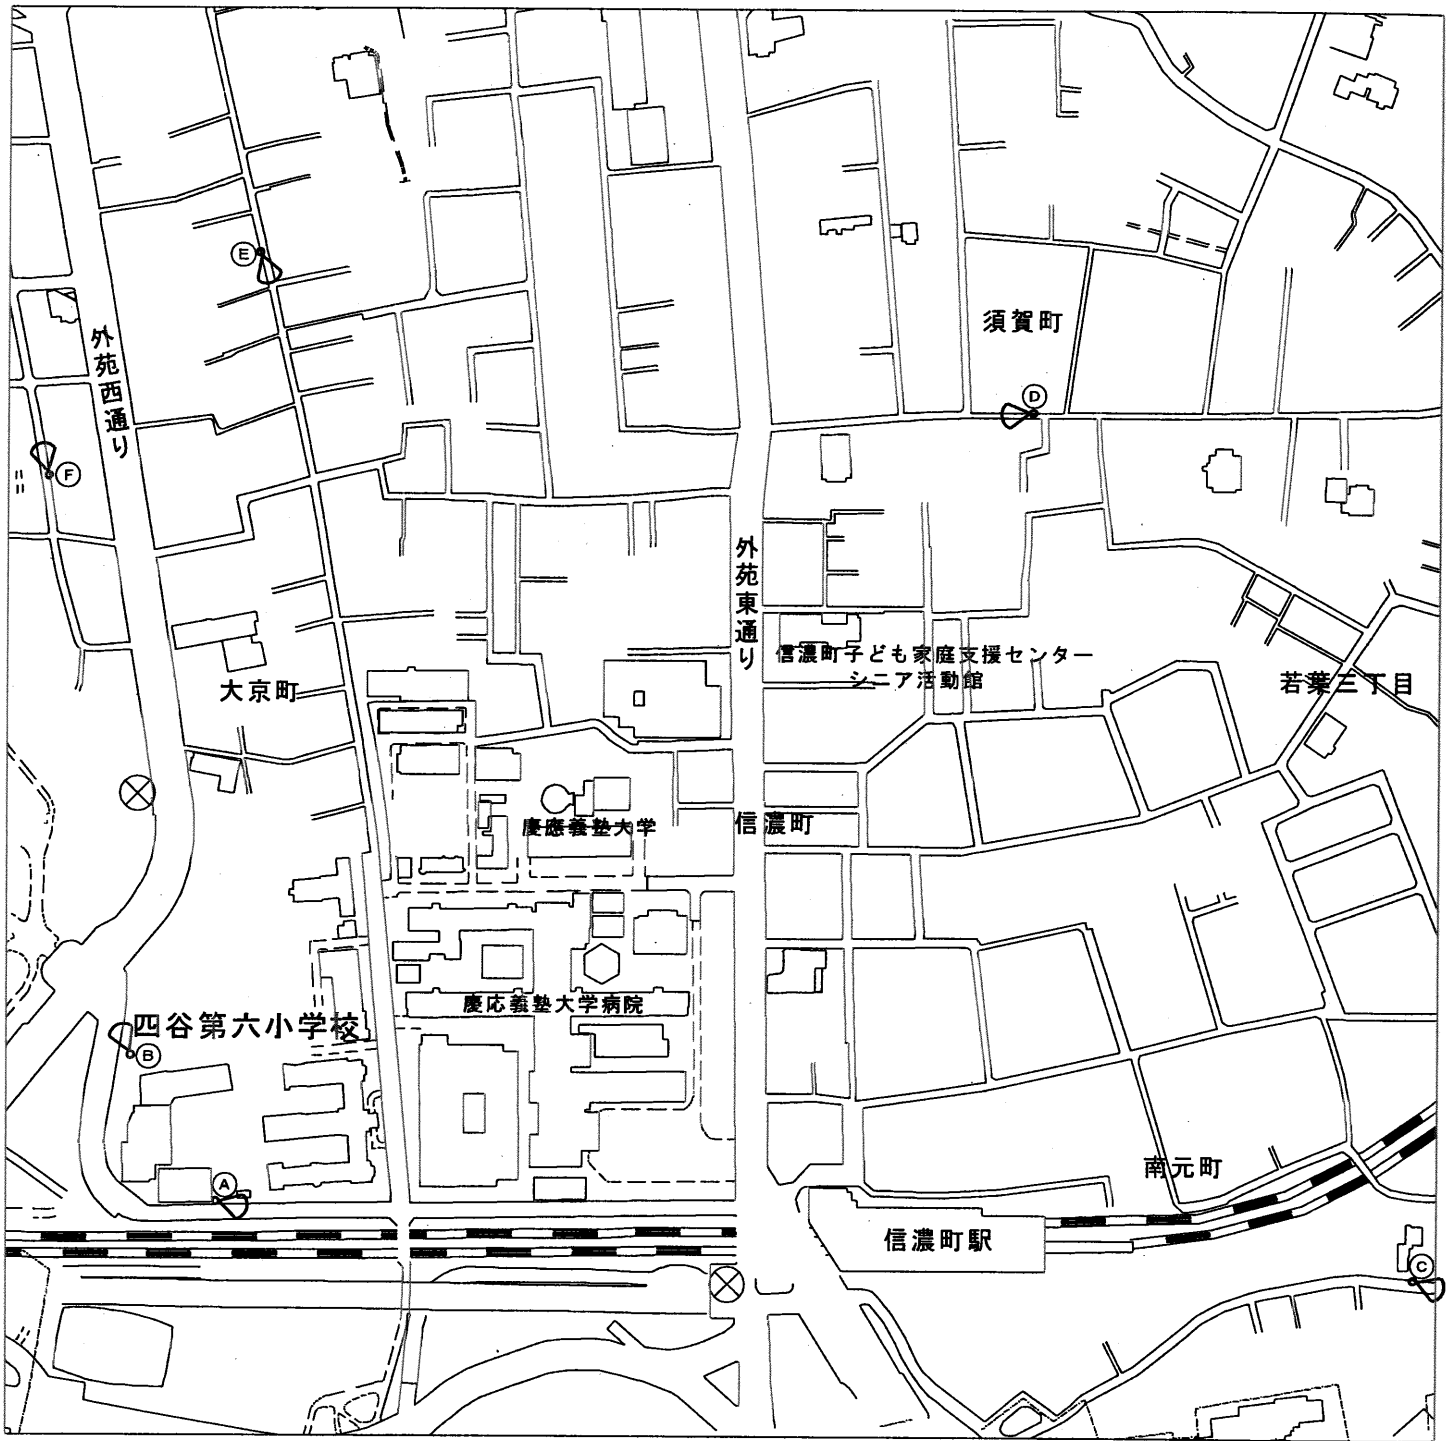 E
須賀町
外苑西通り
D
F
外苑東通り
信濃町子ども家庭支援センター
シニア活動館
大京町
若葉三丁目
慶應義塾大学
信濃町
慶応義塾大学病院
四谷第六小学校
B
南元町
A
信濃町駅
C